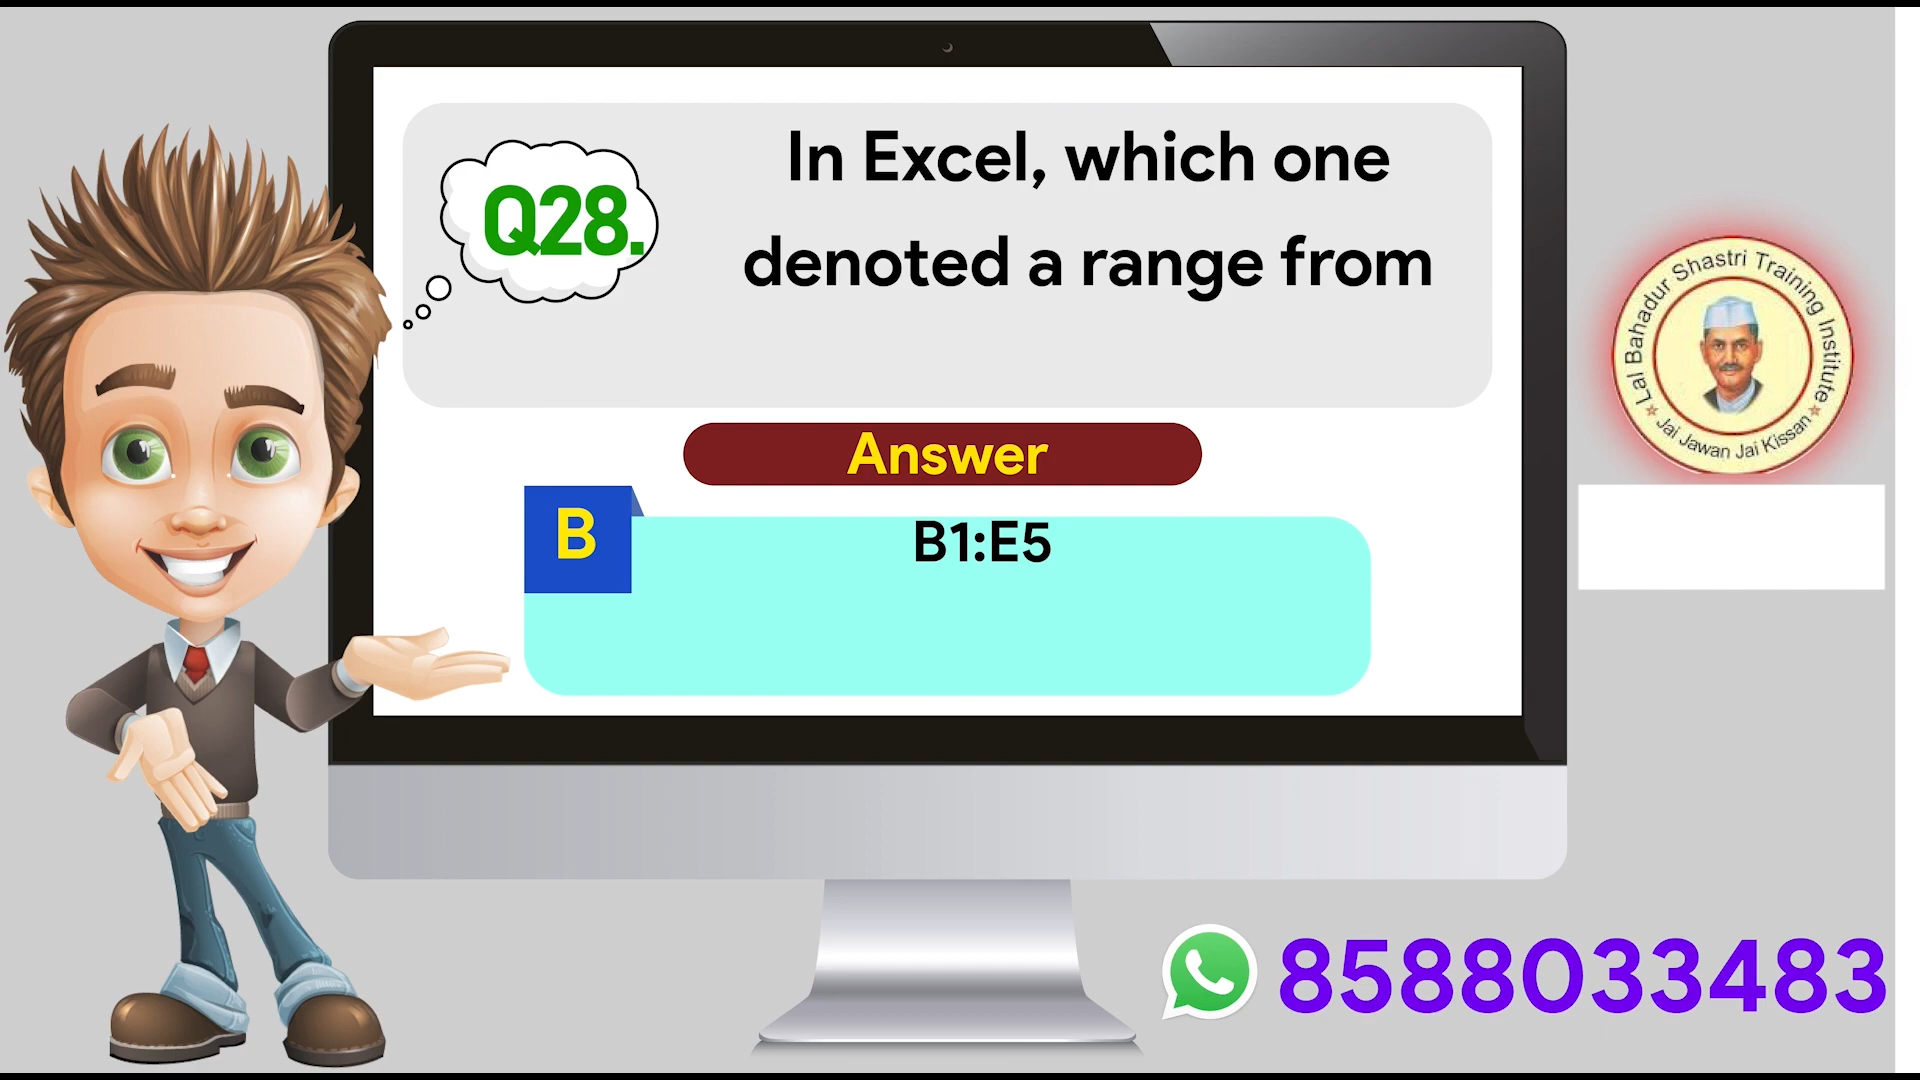 Q28.
In Excel, which one
denoted a range from
Answer
B
B1:E5
Lal Bahadur Shastri Training Institute
Jai Jawan Jai Kissan
8588033483